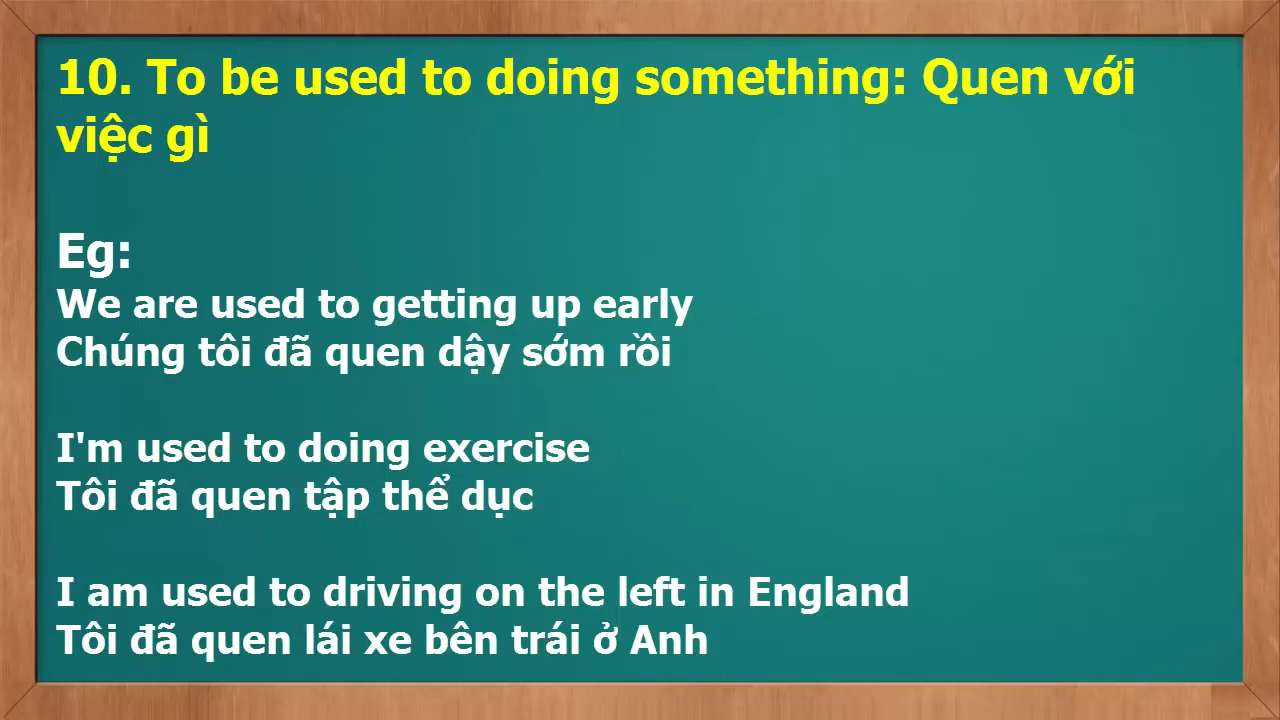 10. To be used to doing something: Quen với
việc gì
Eg:
We are used to getting up early
Chúng tôi đã quen dậy sớm rồi
I'm used to doing exercise
Tôi đã quen tập thể dục
I am used to driving on the left in England
Tôi đã quen lái xe bên trái ở Anh